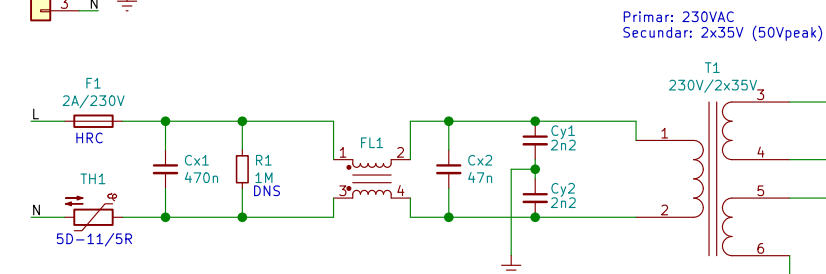 3 N
Primar: 230VAC
Secundar: 2x35V (50Vpeak)
F1
2A/230V
L
HRC
TH1
N
5D-11/5R
Cx1
470n
R1
1M
DNS
FL1
1 2
3 4
Cx2
47n
Cy1
2n2
Cy2
2n2
T1
230V/2x35V
1
2
3
4
5
6